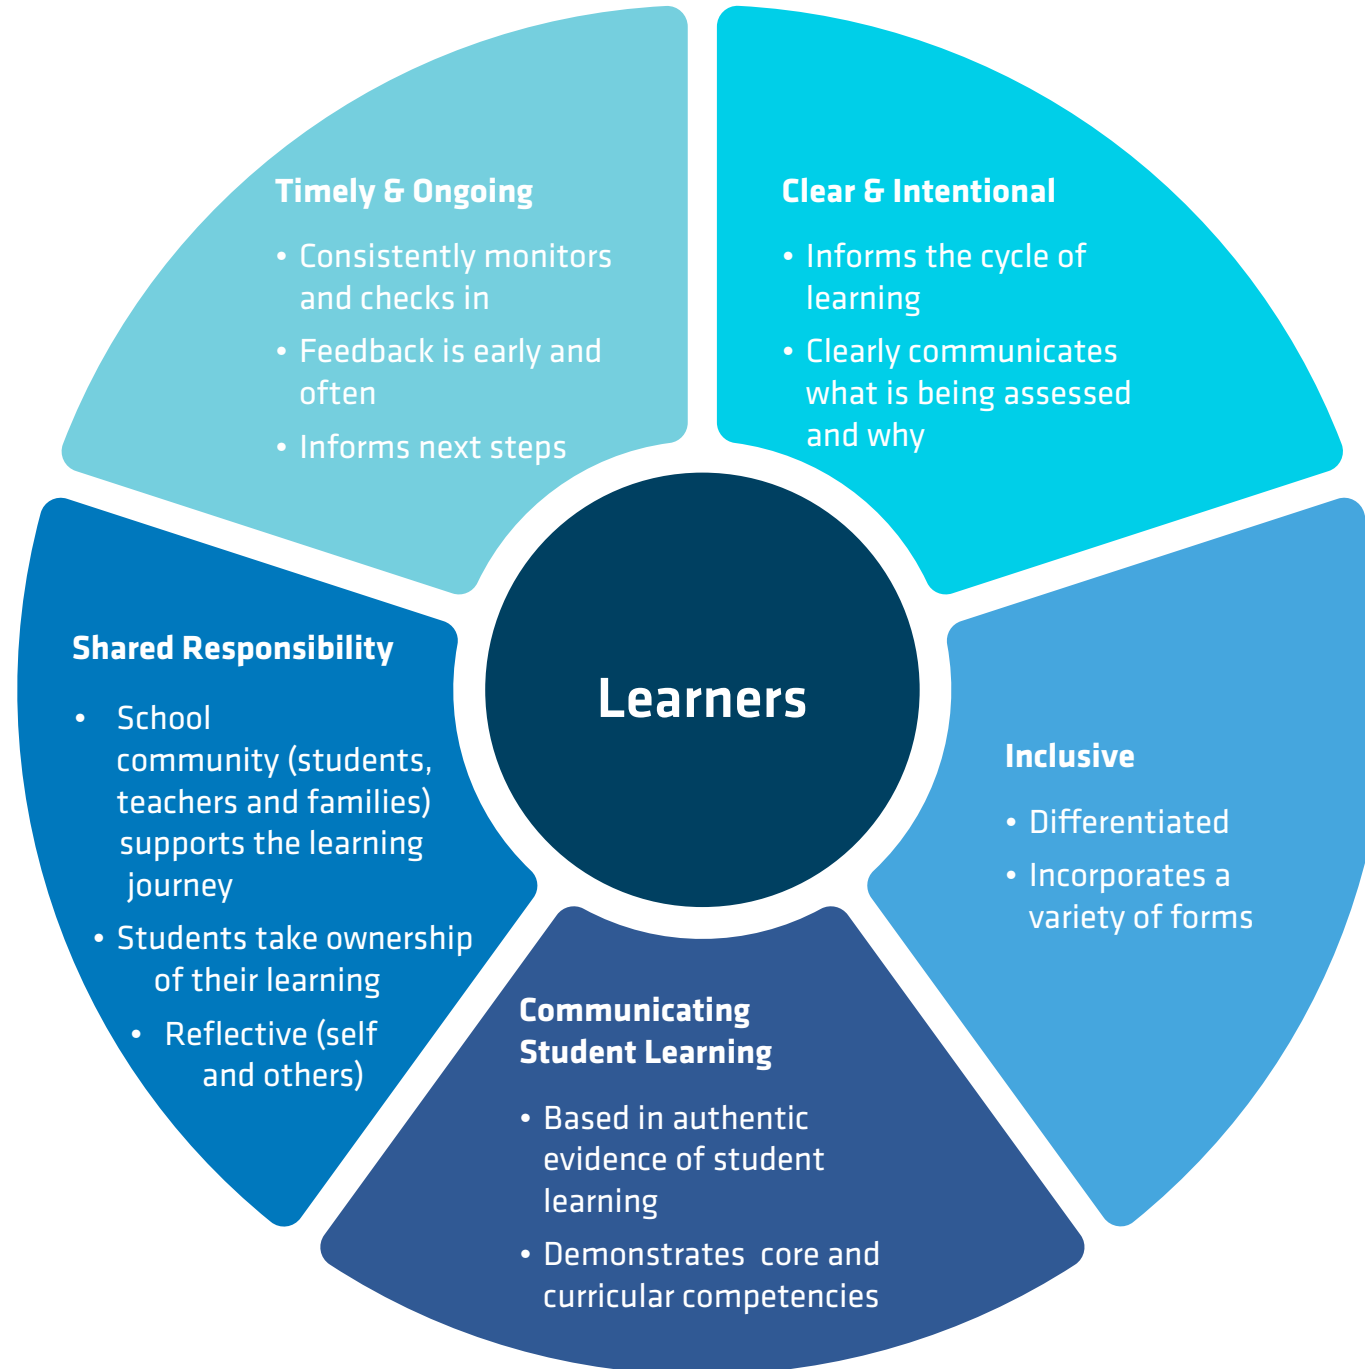 Timely & Ongoing
• Consistently monitors
and checks in
• Feedback is early and
often
• Informs next steps
Clear & Intentional
• Informs the cycle of
learning
• Clearly communicates
what is being assessed
and why
Learners
Shared Responsibility
• School
community (students,
teachers and families)
supports the learning
journey
• Students take ownership
of their learning
• Reflective (self
and others)
Inclusive
• Differentiated
• Incorporates a
variety of forms
Communicating
Student Learning
• Based in authentic
evidence of student
learning
• Demonstrates core and
curricular competencies